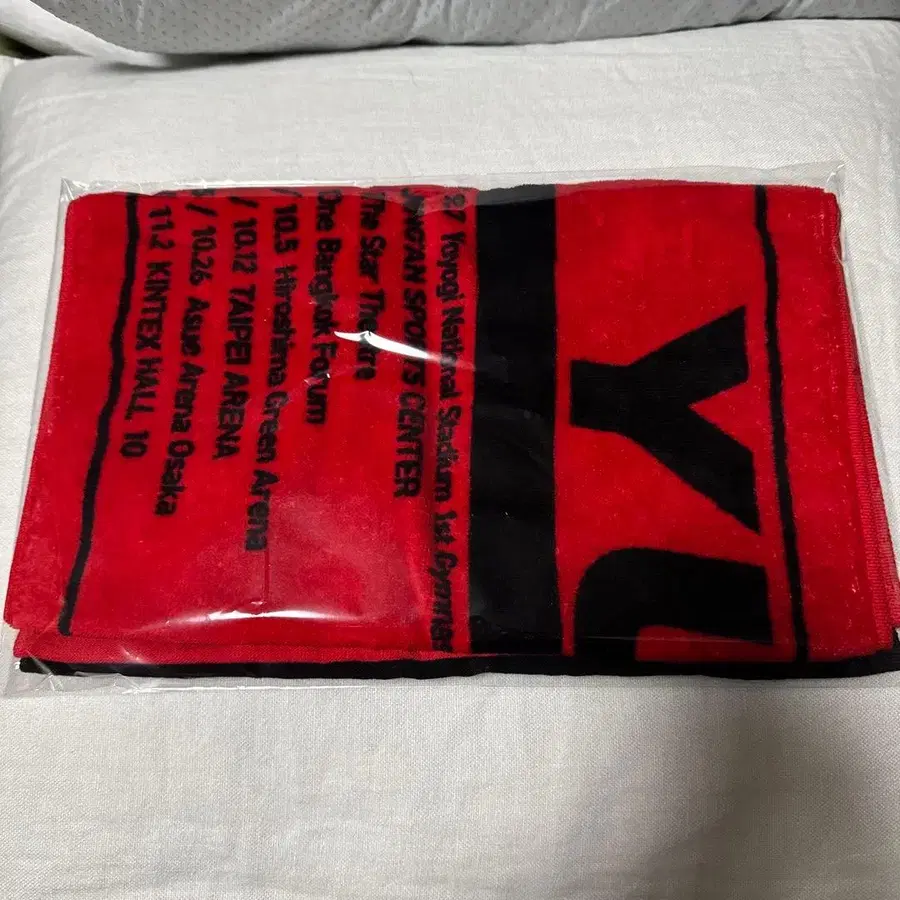 Y
27 Yoyogi National Stadium 1st
SPORTS CENTER
The Star Theatre
One Bangkok Forum
/ 10.5 Hiroshima Green Arena
/ 10.12 TAIPEI ARENA
/ 10.26 Asue Arena Osaka
11.2 KINTEX HALL 10